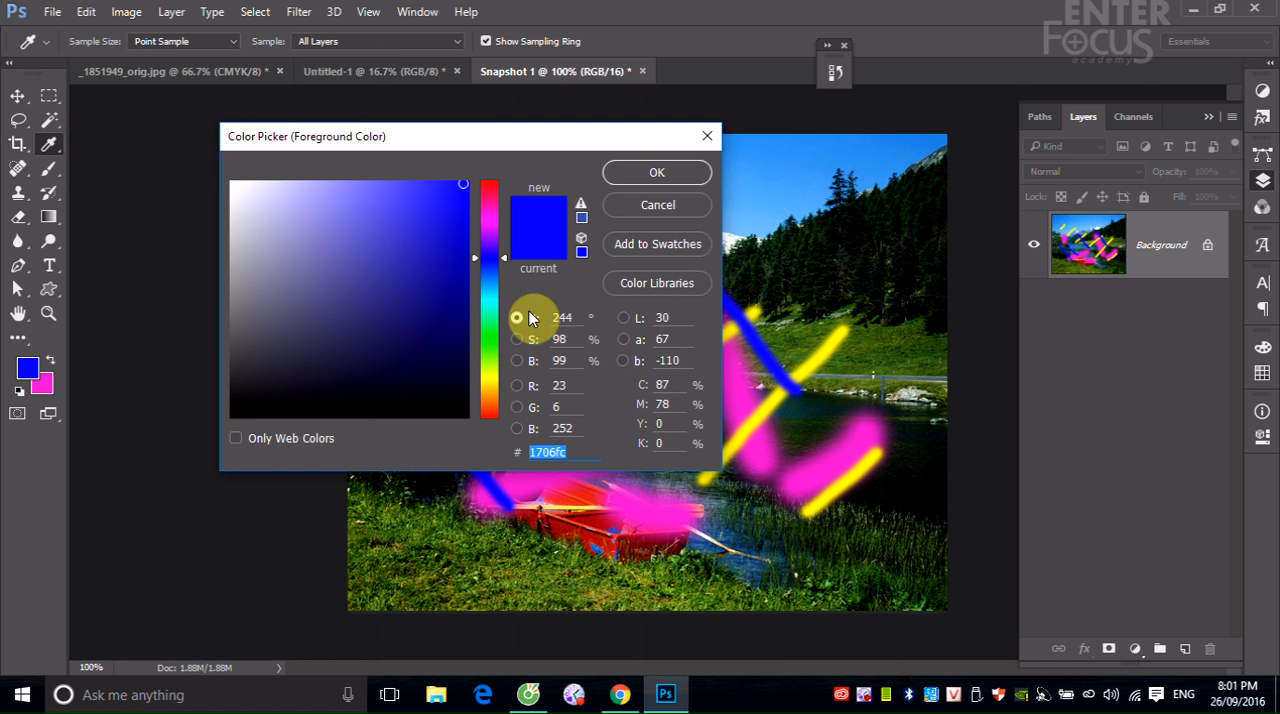 Ps File Edit Image Layer Type Select Filter 3D View Window Help
ENTER
FOCUS
academy
Sample Size: Point Sample Sample: All Layers Show Sampling Ring Essentials
_1851949_orig.jpg @ 66.7% (CMYK/8) * × Untitled-1 @ 16.7% (RGB/8) * × Snapshot 1 @ 100% (RGB/16) * ×
Color Picker (Foreground Color)
new
current
OK
Cancel
Add to Swatches
Color Libraries
244 °
S: 98 %
B: 99 %
R: 23
G: 6
B: 252
# 1706fc
L: 30
a: 67
b: -110
C: 87 %
M: 78 %
Y: 0 %
K: 0 %
Only Web Colors
Paths Layers Channels
Kind
Normal Opacity: 100%
Lock: Fill: 100%
Background
100% Doc: 1.88M/1.88M
Ask me anything
Ps
ENG
8:01 PM
26/09/2016